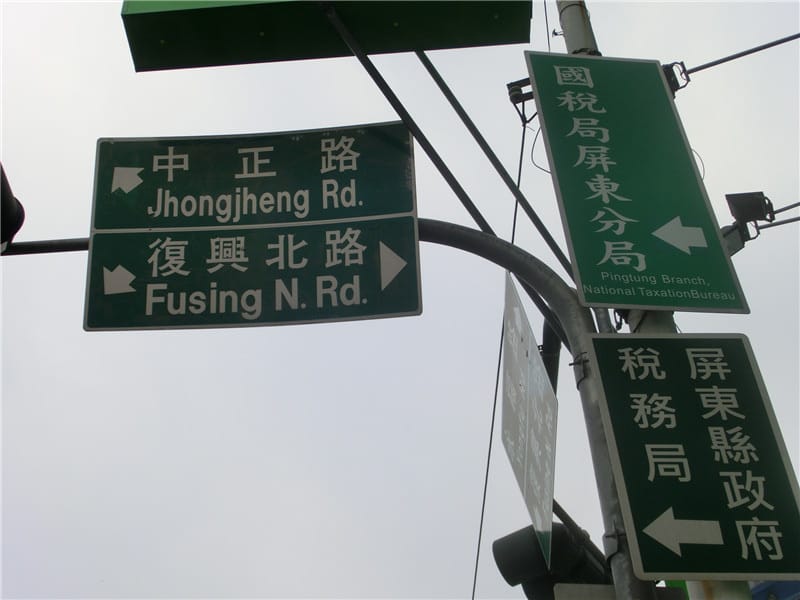 中正路
Jhongjheng Rd.
復興北路
Fusing N. Rd.
國稅局屏東分局
Pingtung Branch,
National TaxationBureau
屏東縣政府
稅務局